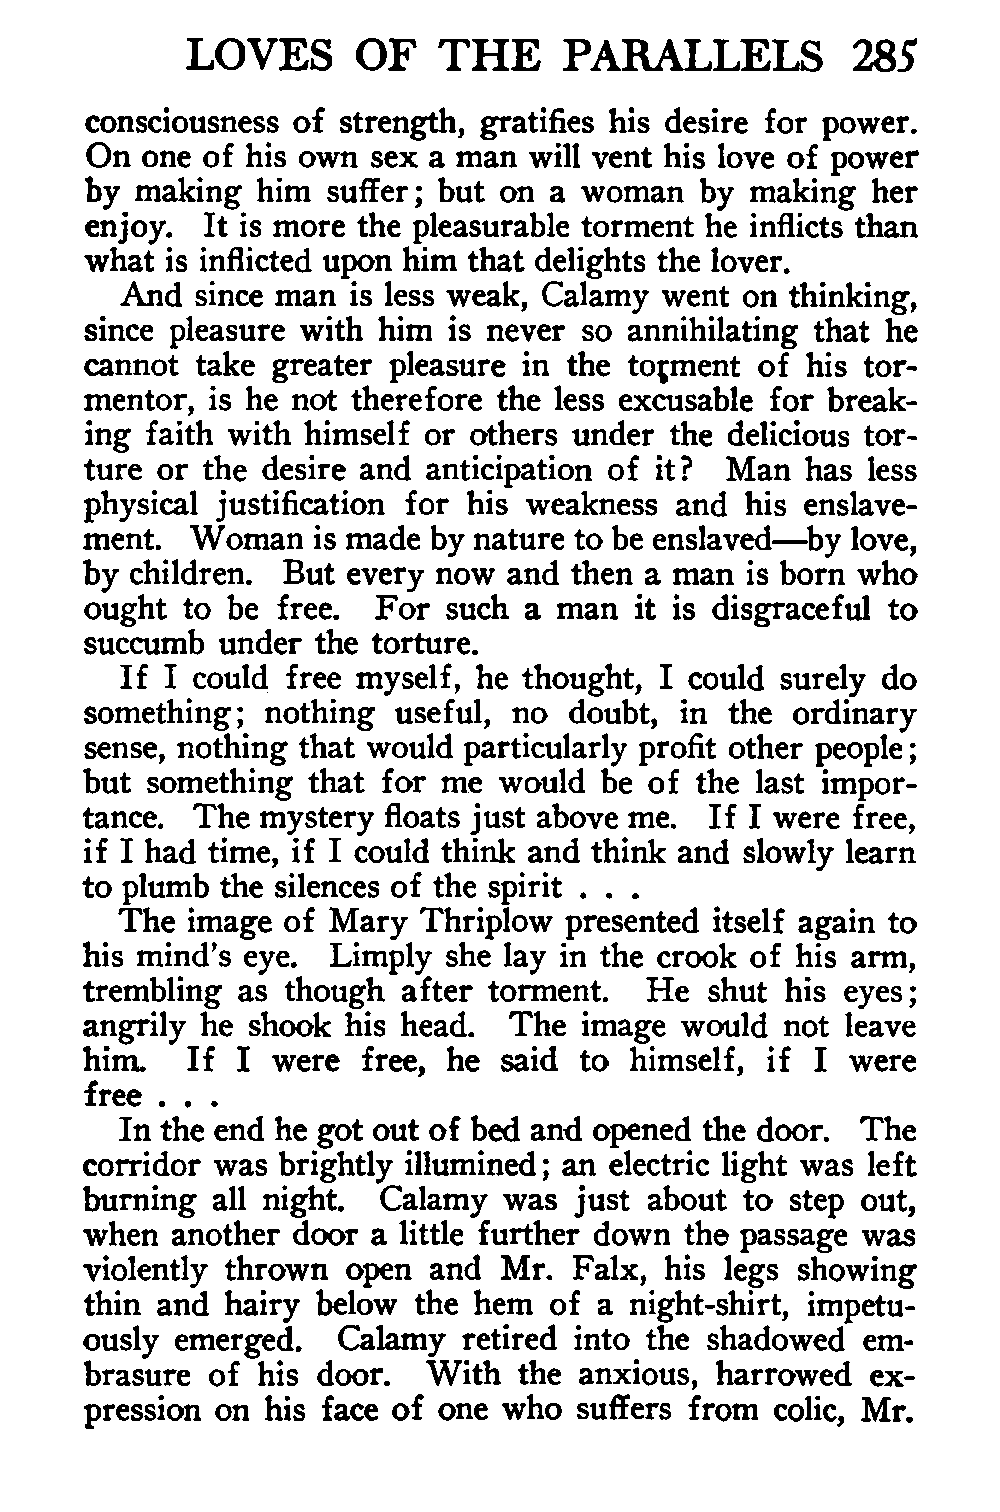 LOVES OF THE PARALLELS 285
consciousness of strength, gratifies his desire for power.
On one of his own sex a man will vent his love of power
by making him suffer; but on a woman by making her
enjoy. It is more the pleasurable torment he inflicts than
what is inflicted upon him that delights the lover.
And since man is less weak, Calamy went on thinking,
since pleasure with him is never so annihilating that he
cannot take greater pleasure in the torment of his tor-
mentor, is he not therefore the less excusable for break-
ing faith with himself or others under the delicious tor-
ture or the desire and anticipation of it? Man has less
physical justification for his weakness and his enslave-
ment. Woman is made by nature to be enslaved—by love,
by children. But every now and then a man is born who
ought to be free. For such a man it is disgraceful to
succumb under the torture.
If I could free myself, he thought, I could surely do
something; nothing useful, no doubt, in the ordinary
sense, nothing that would particularly profit other people;
but something that for me would be of the last impor-
tance. The mystery floats just above me. If I were free,
if I had time, if I could think and think and slowly learn
to plumb the silences of the spirit . . .
The image of Mary Thriplow presented itself again to
his mind's eye. Limply she lay in the crook of his arm,
trembling as though after torment. He shut his eyes;
angrily he shook his head. The image would not leave
him. If I were free, he said to himself, if I were
free . . .
In the end he got out of bed and opened the door. The
corridor was brightly illumined; an electric light was left
burning all night. Calamy was just about to step out,
when another door a little further down the passage was
violently thrown open and Mr. Falx, his legs showing
thin and hairy below the hem of a night-shirt, impetu-
ously emerged. Calamy retired into the shadowed em-
brasure of his door. With the anxious, harrowed ex-
pression on his face of one who suffers from colic, Mr.